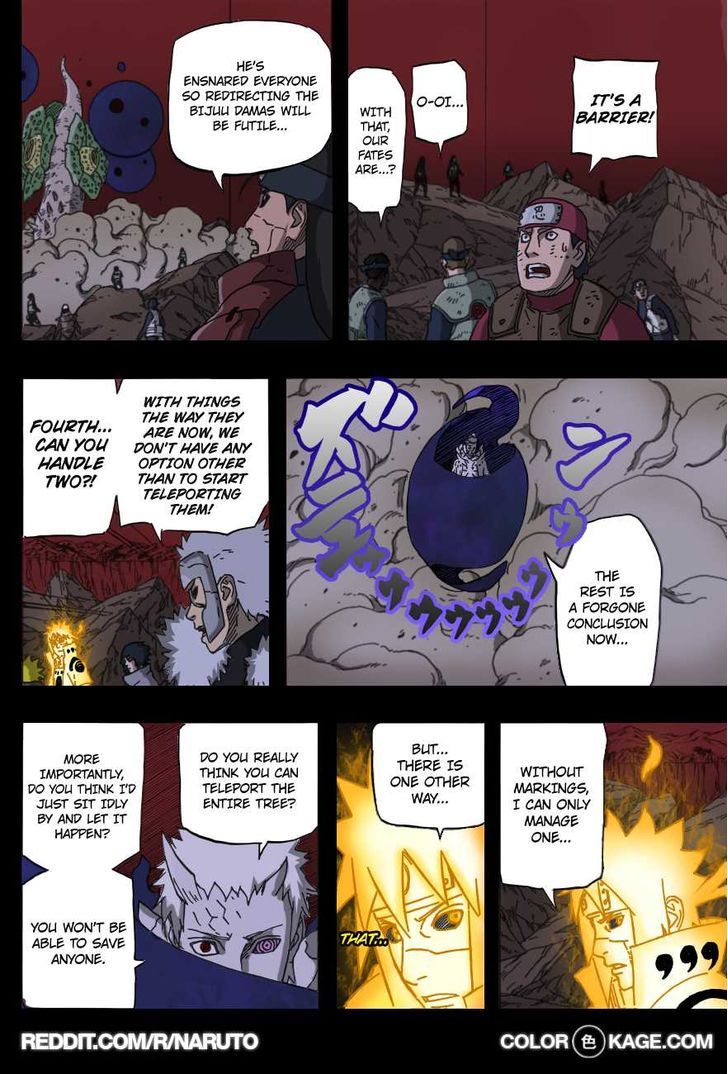 IT'S A
BARRIER!
O-OI...
WITH
THAT,
OUR
FATES
ARE...?
HE'S
ENSNARED EVERYONE
SO REDIRECTING THE
BIJUU DAMAS WILL
BE FUTILE...
ズ
ン
THE
REST IS
A FORGONE
CONCLUSION
NOW...
WITH THINGS
THE WAY THEY
ARE NOW, WE
DON'T HAVE ANY
OPTION OTHER
THAN TO START
TELEPORTING
THEM!
FOURTH...
CAN YOU
HANDLE
TWO?!
WITHOUT
MARKINGS,
I CAN ONLY
MANAGE
ONE...
BUT...
THERE IS
ONE OTHER
WAY...
THAT...
DO YOU REALLY
THINK YOU CAN
TELEPORT THE
ENTIRE TREE?
MORE
IMPORTANTLY,
DO YOU THINK I'D
JUST SIT IDLY
BY AND LET IT
HAPPEN?
YOU WON'T BE
ABLE TO SAVE
ANYONE.
REDDIT.COM/R/NARUTO
COLOR 色 KAGE.COM